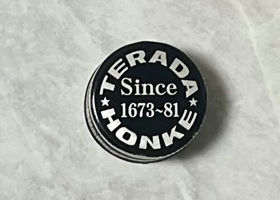 TERADA
Since
1673~81
★HONKE★